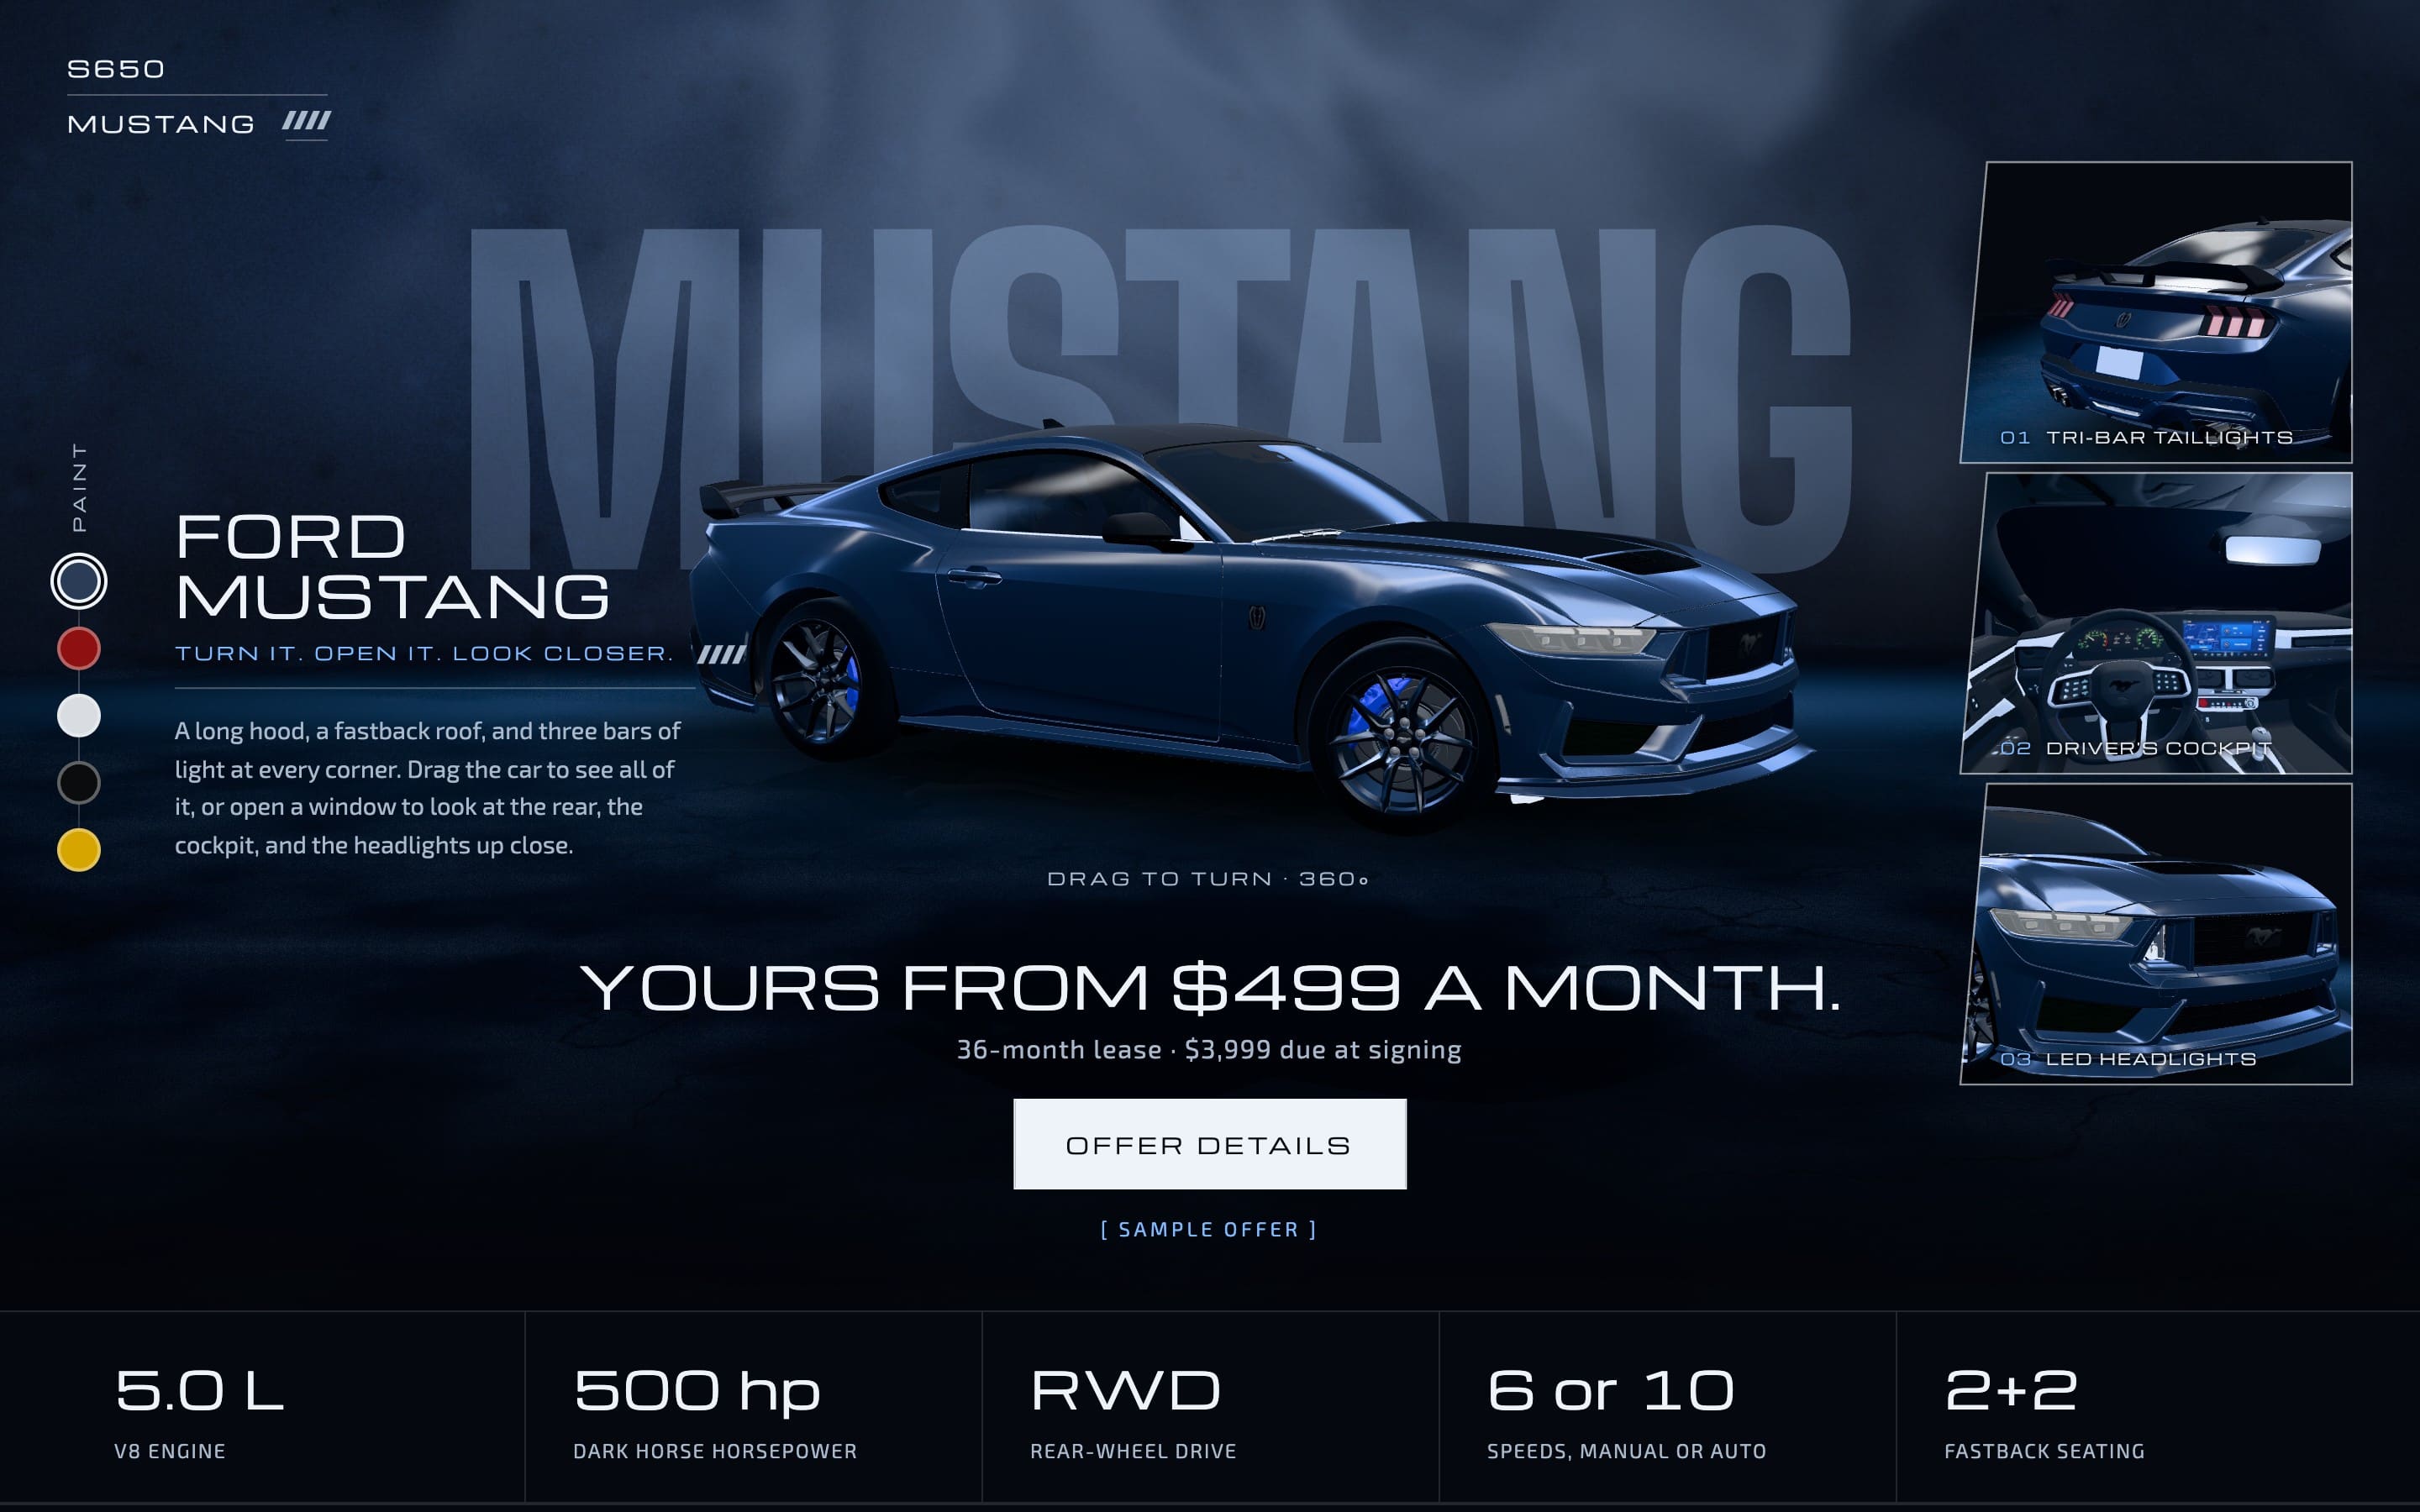 S650
MUSTANG
MUSTANG
PAINT
FORD
MUSTANG
TURN IT. OPEN IT. LOOK CLOSER.
A long hood, a fastback roof, and three bars of
light at every corner. Drag the car to see all of
it, or open a window to look at the rear, the
cockpit, and the headlights up close.
01 TRI-BAR TAILLIGHTS
02 DRIVER'S COCKPIT
03 LED HEADLIGHTS
DRAG TO TURN · 360°
YOURS FROM $499 A MONTH.
36-month lease · $3,999 due at signing
OFFER DETAILS
[ SAMPLE OFFER ]
5.0 L
V8 ENGINE
500 hp
DARK HORSE HORSEPOWER
RWD
REAR-WHEEL DRIVE
6 or 10
SPEEDS, MANUAL OR AUTO
2+2
FASTBACK SEATING